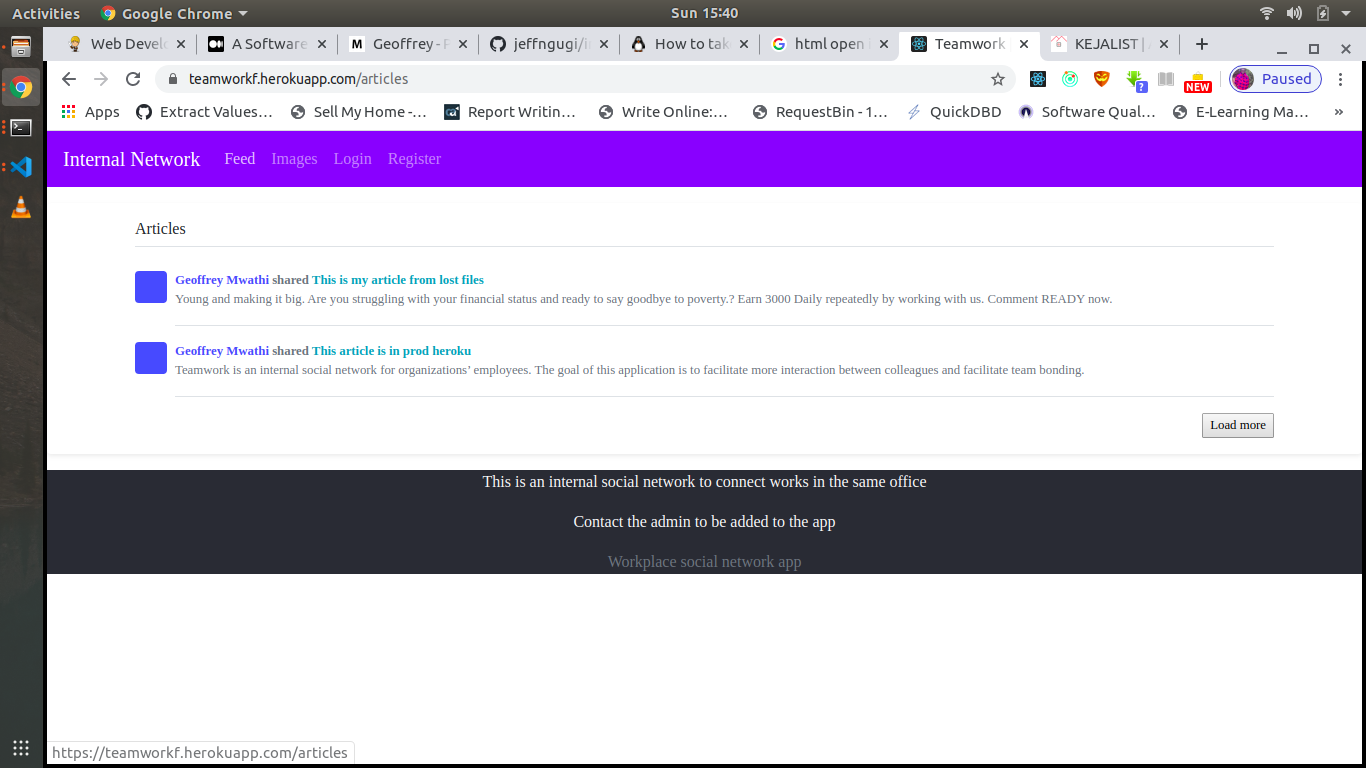 Activities Google Chrome Sun 15:40
Web Devel A Software Geoffrey - P jeffngugi/i How to tak html open Teamwork KEJALIST |
teamworkf.herokuapp.com/articles NEW ? Paused
Apps Extract Values… Sell My Home -… Report Writin… Write Online:… RequestBin - 1… QuickDBD Software Qual… E-Learning Ma… »
Internal Network Feed Images Login Register
Articles
Geoffrey Mwathi shared This is my article from lost files
Young and making it big. Are you struggling with your financial status and ready to say goodbye to poverty.? Earn 3000 Daily repeatedly by working with us. Comment READY now.
Geoffrey Mwathi shared This article is in prod heroku
Teamwork is an internal social network for organizations’ employees. The goal of this application is to facilitate more interaction between colleagues and facilitate team bonding.
Load more
This is an internal social network to connect works in the same office
Contact the admin to be added to the app
Workplace social network app
https://teamworkf.herokuapp.com/articles